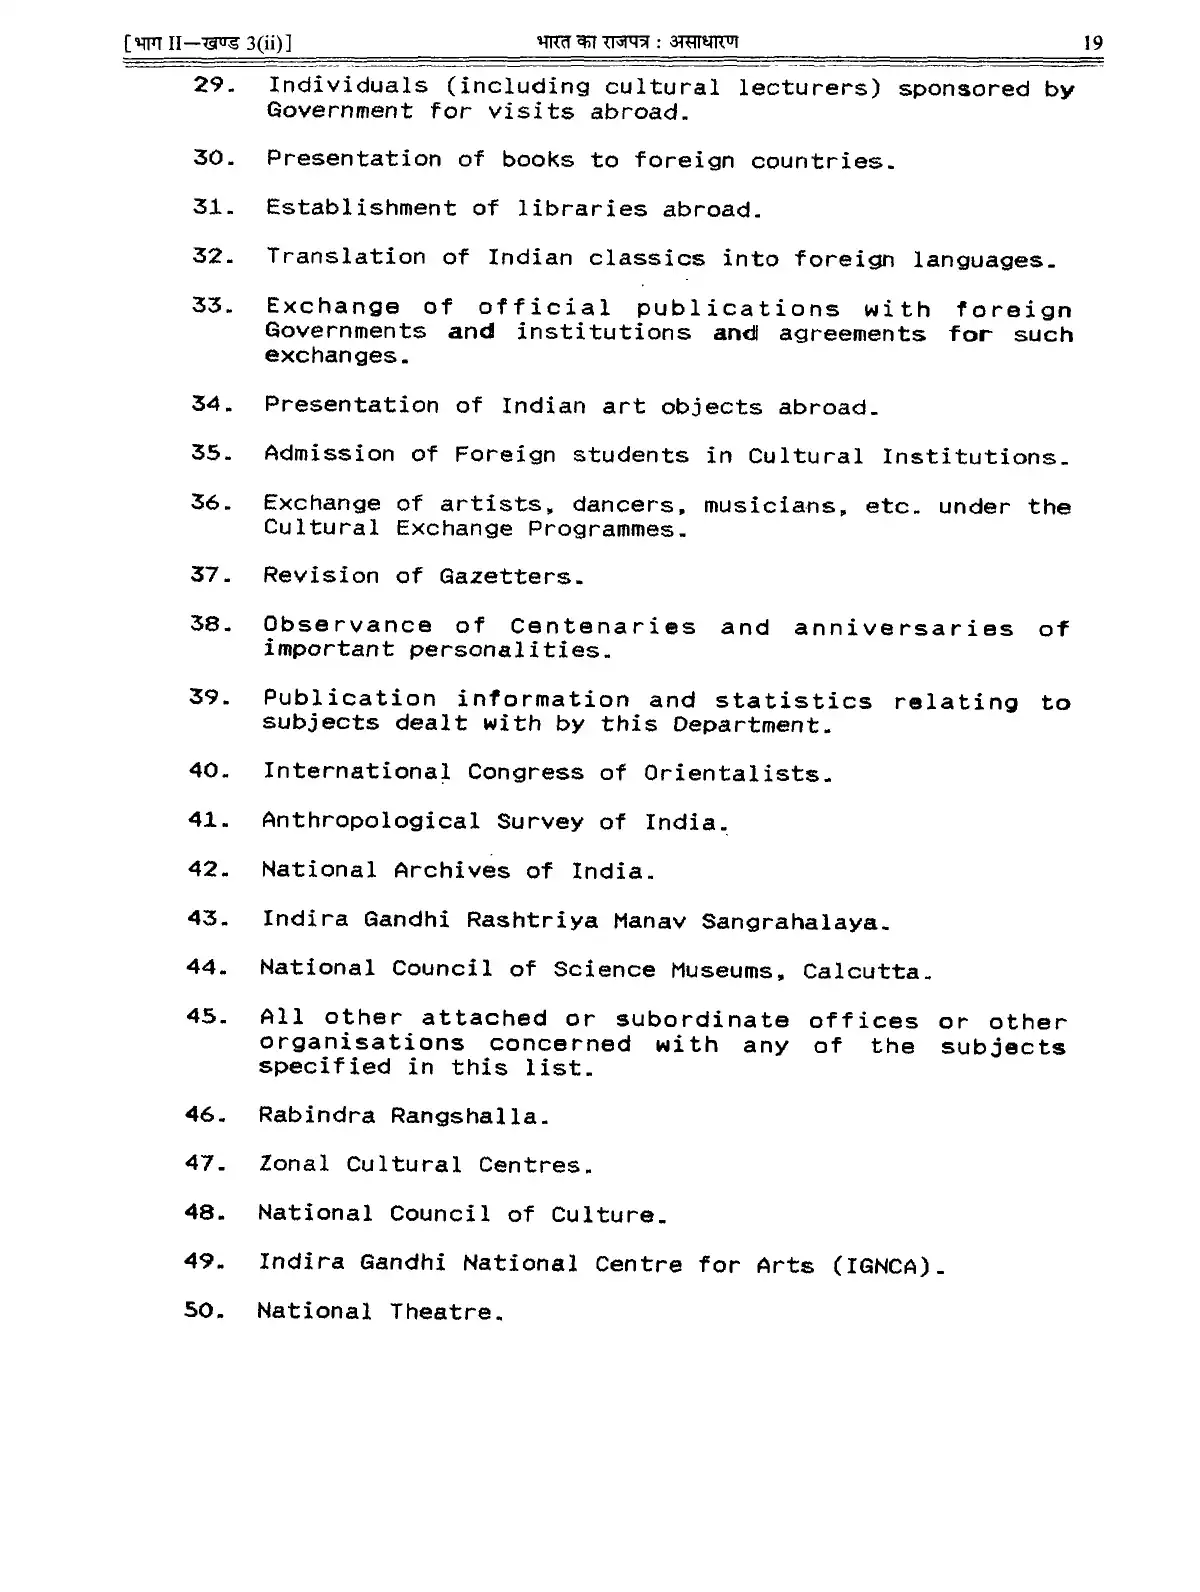 [ भाग II—खण्ड 3(ii) ] भारत का राजपत्र : असाधारण 19
29. Individuals (including cultural lecturers) sponsored by
Government for visits abroad.
30. Presentation of books to foreign countries.
31. Establishment of libraries abroad.
32. Translation of Indian classics into foreign languages.
33. Exchange of official publications with foreign
Governments and institutions and agreements for such
exchanges.
34. Presentation of Indian art objects abroad.
35. Admission of Foreign students in Cultural Institutions.
36. Exchange of artists, dancers, musicians, etc. under the
Cultural Exchange Programmes.
37. Revision of Gazetters.
38. Observance of Centenaries and anniversaries of
important personalities.
39. Publication information and statistics relating to
subjects dealt with by this Department.
40. International Congress of Orientalists.
41. Anthropological Survey of India.
42. National Archives of India.
43. Indira Gandhi Rashtriya Manav Sangrahalaya.
44. National Council of Science Museums, Calcutta.
45. All other attached or subordinate offices or other
organisations concerned with any of the subjects
specified in this list.
46. Rabindra Rangshalla.
47. Zonal Cultural Centres.
48. National Council of Culture.
49. Indira Gandhi National Centre for Arts (IGNCA).
50. National Theatre.